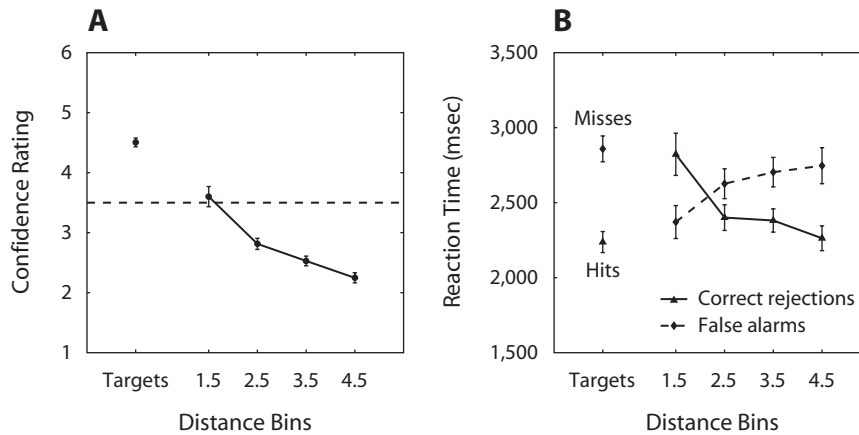 A
Confidence Rating
6
5
4
3
2
1
Targets 1.5 2.5 3.5 4.5
Distance Bins
B
Reaction Time (msec)
3,500
3,000
2,500
2,000
1,500
Misses
Hits
Correct rejections
False alarms
Targets 1.5 2.5 3.5 4.5
Distance Bins